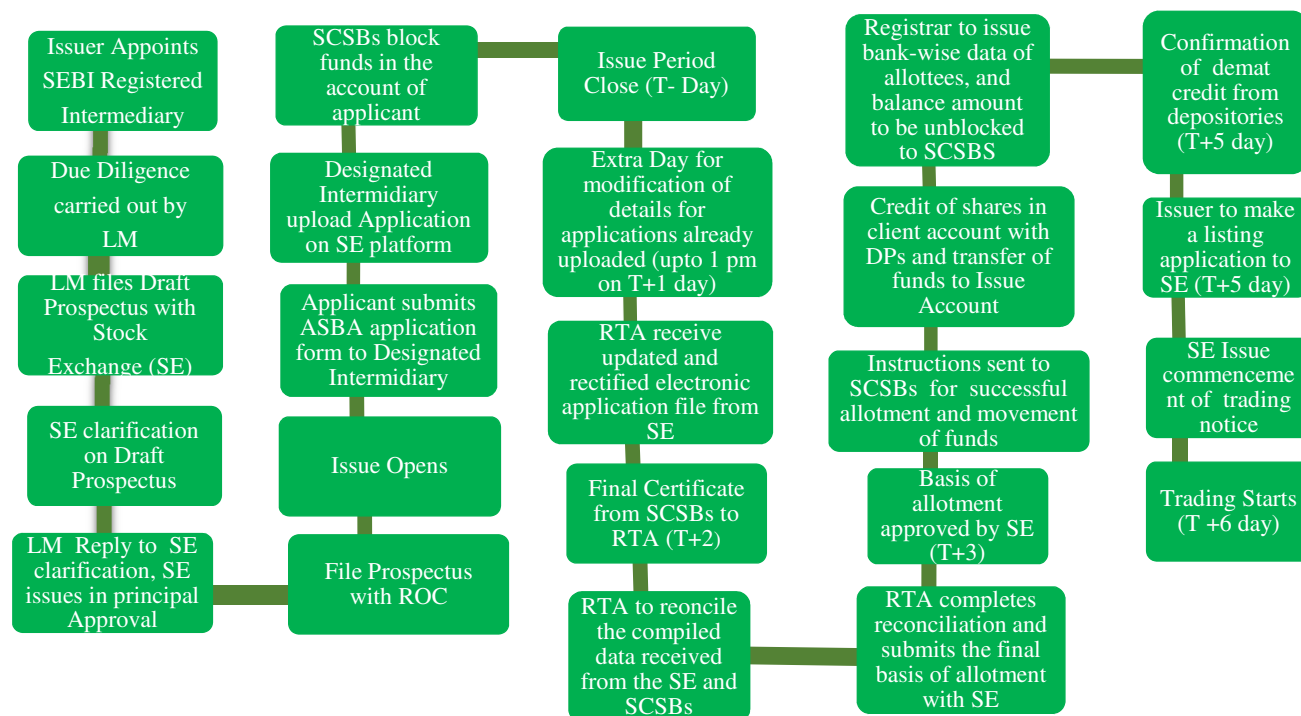 Issuer Appoints
SEBI Registered
Intermediary
Due Diligence
carried out by
LM
LM files Draft
Prospectus with
Stock
Exchange (SE)
SE clarification
on Draft
Prospectus
LM Reply to SE
clarification, SE
issues in principal
Approval
SCSBs block
funds in the
account of
applicant
Designated
Intermidiary
upload Application
on SE platform
Applicant submits
ASBA application
form to Designated
Intermidiary
Issue Opens
File Prospectus
with ROC
Issue Period
Close (T- Day)
Extra Day for
modification of
details for
applications already
uploaded (upto 1 pm
on T+1 day)
RTA receive
updated and
rectified electronic
application file from
SE
Final Certificate
from SCSBs to
RTA (T+2)
RTA to reconcile
the compiled
data received
from the SE and
SCSBs
Registrar to issue
bank-wise data of
allottees, and
balance amount
to be unblocked
to SCSBS
Credit of shares in
client account with
DPs and transfer of
funds to Issue
Account
Instructions sent to
SCSBs for successful
allotment and movement
of funds
Basis of
allotment
approved by SE
(T+3)
RTA completes
reconciliation and
submits the final
basis of allotment
with SE
Confirmation
of demat
credit from
depositories
(T+5 day)
Issuer to make
a listing
application to
SE (T+5 day)
SE Issue
commenceme
nt of trading
notice
Trading Starts
(T +6 day)